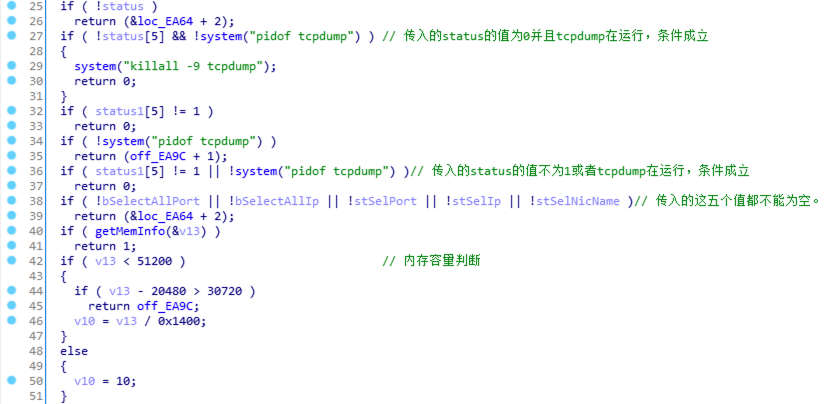 25 if ( !status )
26 return (&loc_EA64 + 2);
27 if ( !status[5] && !system("pidof tcpdump") ) // 传入的status的值为0并且tcpdump在运行，条件成立
28 {
29 system("killall -9 tcpdump");
30 return 0;
31 }
32 if ( status1[5] != 1 )
33 return 0;
34 if ( !system("pidof tcpdump") )
35 return (off_EA9C + 1);
36 if ( status1[5] != 1 || !system("pidof tcpdump") )// 传入的status的值不为1或者tcpdump在运行，条件成立
37 return 0;
38 if ( !bSelectAllPort || !bSelectAllIp || !stSelPort || !stSelIp || !stSelNicName )// 传入的这五个值都不能为空。
39 return (&loc_EA64 + 2);
40 if ( getMemInfo(&v13) )
41 return 1;
42 if ( v13 < 51200 ) // 内存容量判断
43 {
44 if ( v13 - 20480 > 30720 )
45 return off_EA9C;
46 v10 = v13 / 0x1400;
47 }
48 else
49 {
50 v10 = 10;
51 }